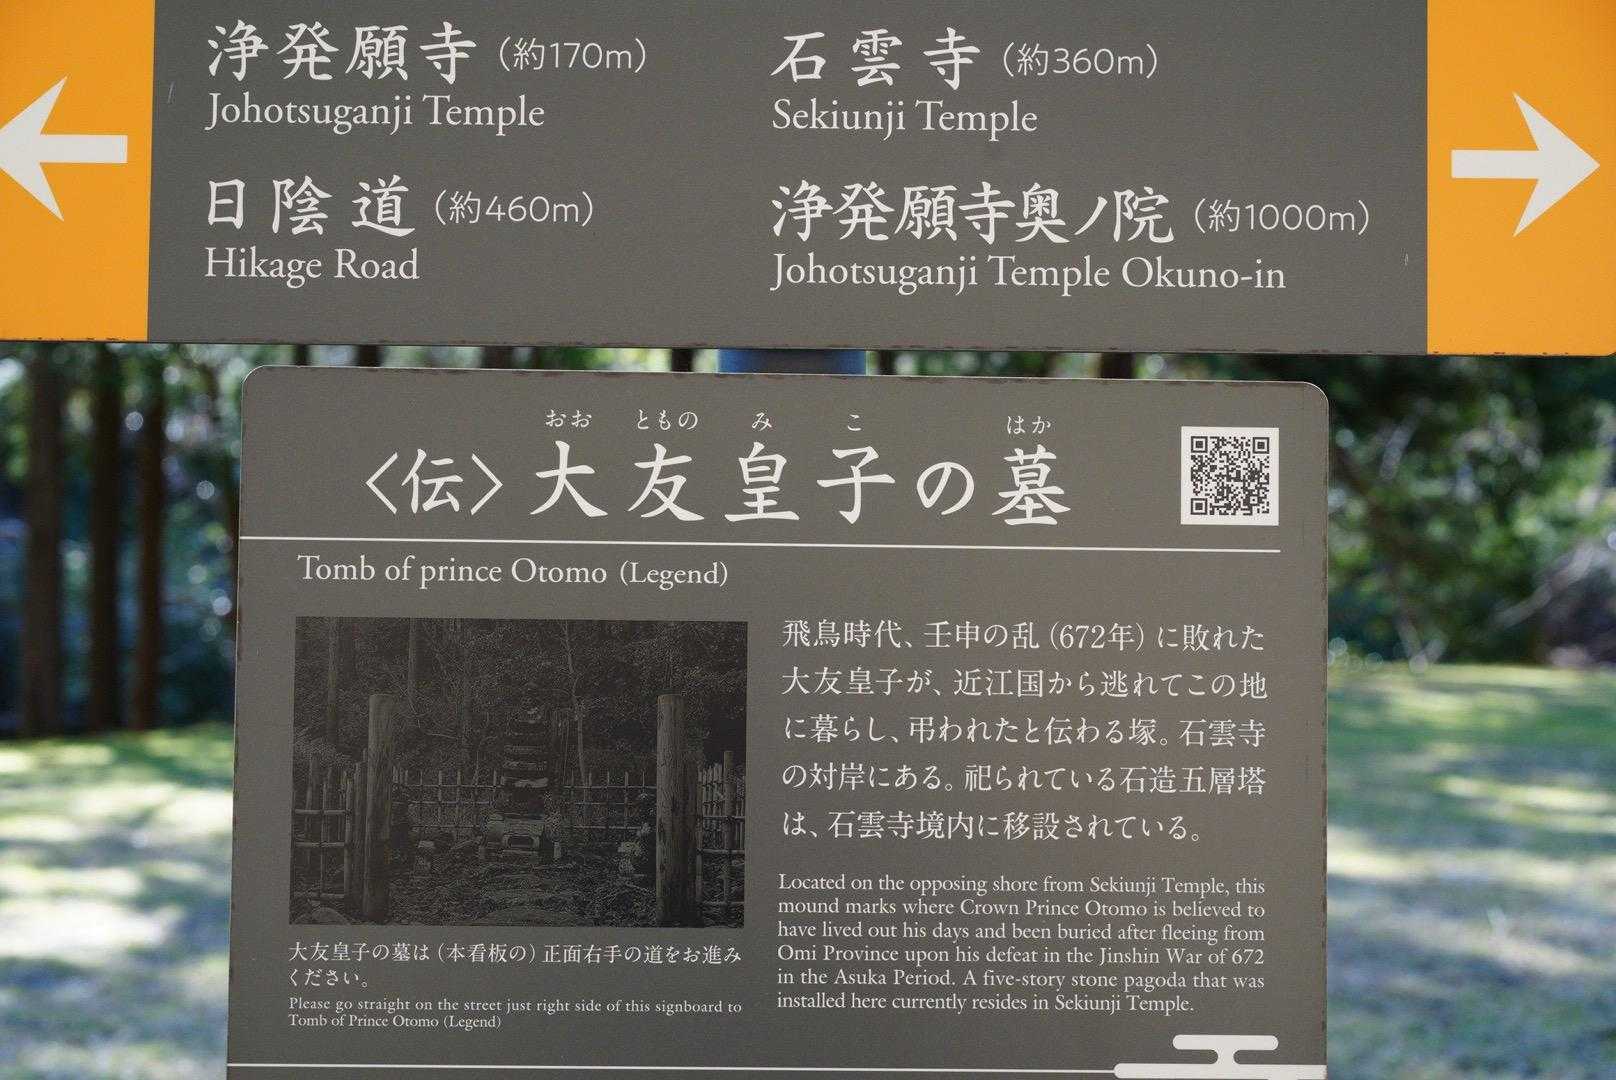 浄発願寺(約170m)
Johotsuganji Temple
日陰道(約460m)
Hikage Road
石雲寺(約360m)
Sekiunji Temple
浄発願寺奥ノ院(約1000m)
Johotsuganji Temple Okuno-in
おお ともの み こ はか
〈伝〉大友皇子の墓
Tomb of prince Otomo (Legend)
飛鳥時代、壬申の乱(672年)に敗れた
大友皇子が、近江国から逃れてこの地
に暮らし、弔われたと伝わる塚。石雲寺
の対岸にある。祀られている石造五層塔
は、石雲寺境内に移設されている。
Located on the opposing shore from Sekiunji Temple, this
mound marks where Crown Prince Otomo is believed to
have lived out his days and been buried after fleeing from
Omi Province upon his defeat in the Jinshin War of 672
in the Asuka Period. A five-story stone pagoda that was
installed here currently resides in Sekiunji Temple.
大友皇子の墓は(本看板の)正面右手の道をお進み
ください。
Please go straight on the street just right side of this signboard to
Tomb of Prince Otomo (Legend)